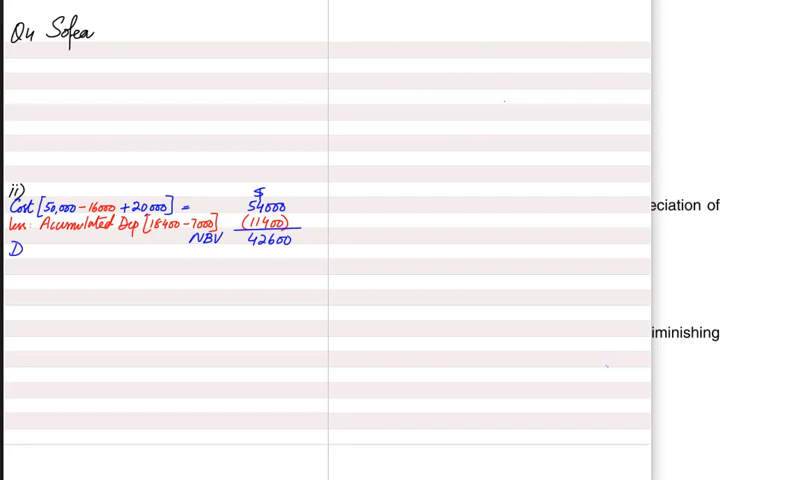 Q4 Sofea
ii)
$
Cost [50,000 - 16000 + 20000] = 54000
Less: Accumulated Dep [18400 - 7000] (11400)
NBV 42600
D
eciation of
iminishing